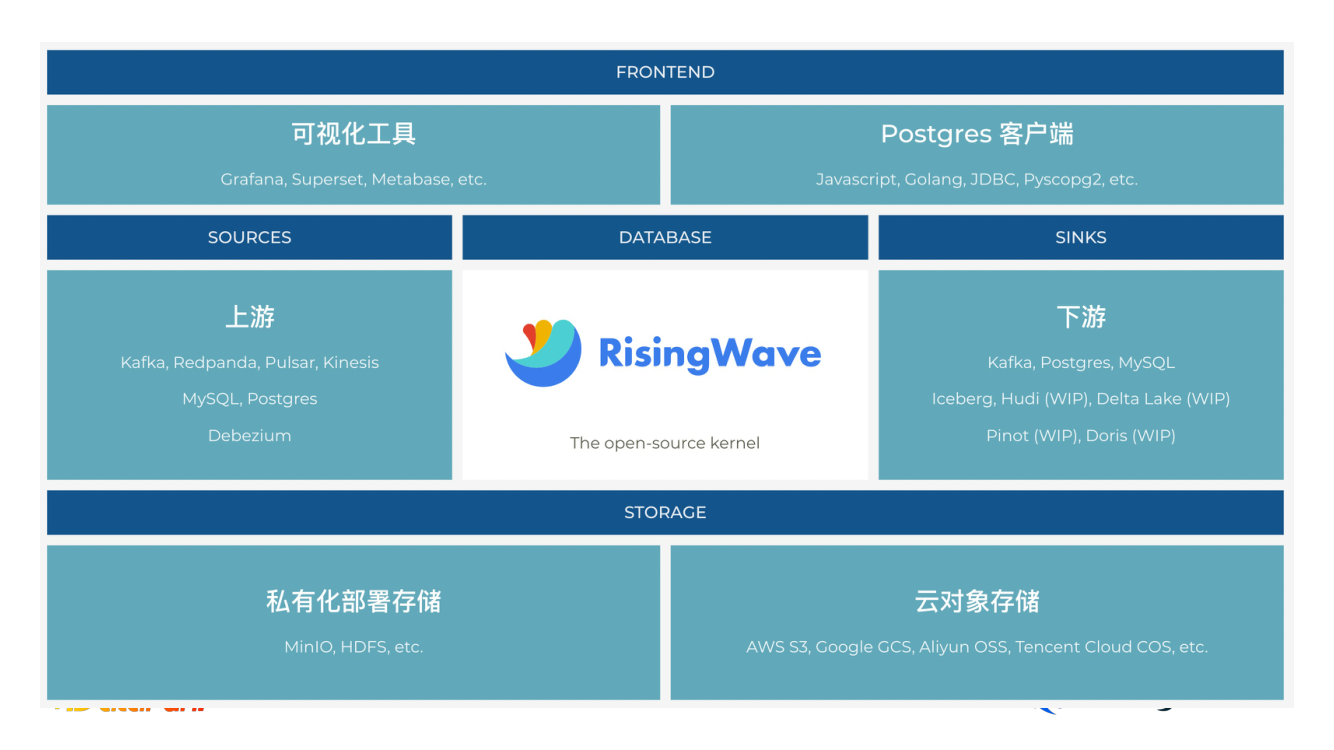 FRONTEND
可视化工具
Grafana, Superset, Metabase, etc.
Postgres 客户端
Javascript, Golang, JDBC, Pyscopg2, etc.
SOURCES
DATABASE
SINKS
上游
Kafka, Redpanda, Pulsar, Kinesis
MySQL, Postgres
Debezium
RisingWave
The open-source kernel
下游
Kafka, Postgres, MySQL
Iceberg, Hudi (WIP), Delta Lake (WIP)
Pinot (WIP), Doris (WIP)
STORAGE
私有化部署存储
MinIO, HDFS, etc.
云对象存储
AWS S3, Google GCS, Aliyun OSS, Tencent Cloud COS, etc.